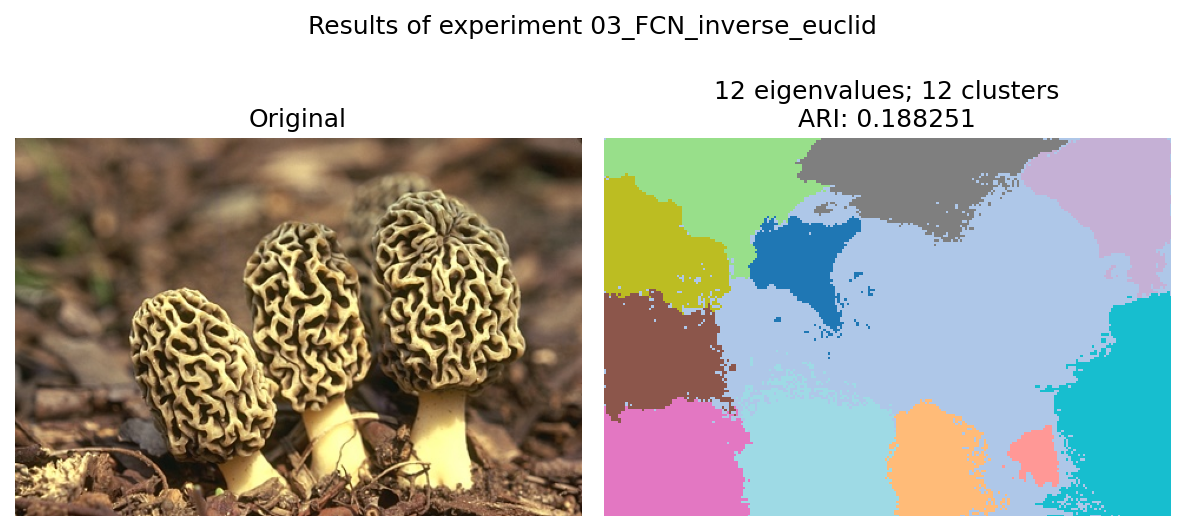 Results of experiment 03_FCN_inverse_euclid
Original
12 eigenvalues; 12 clusters
ARI: 0.188251